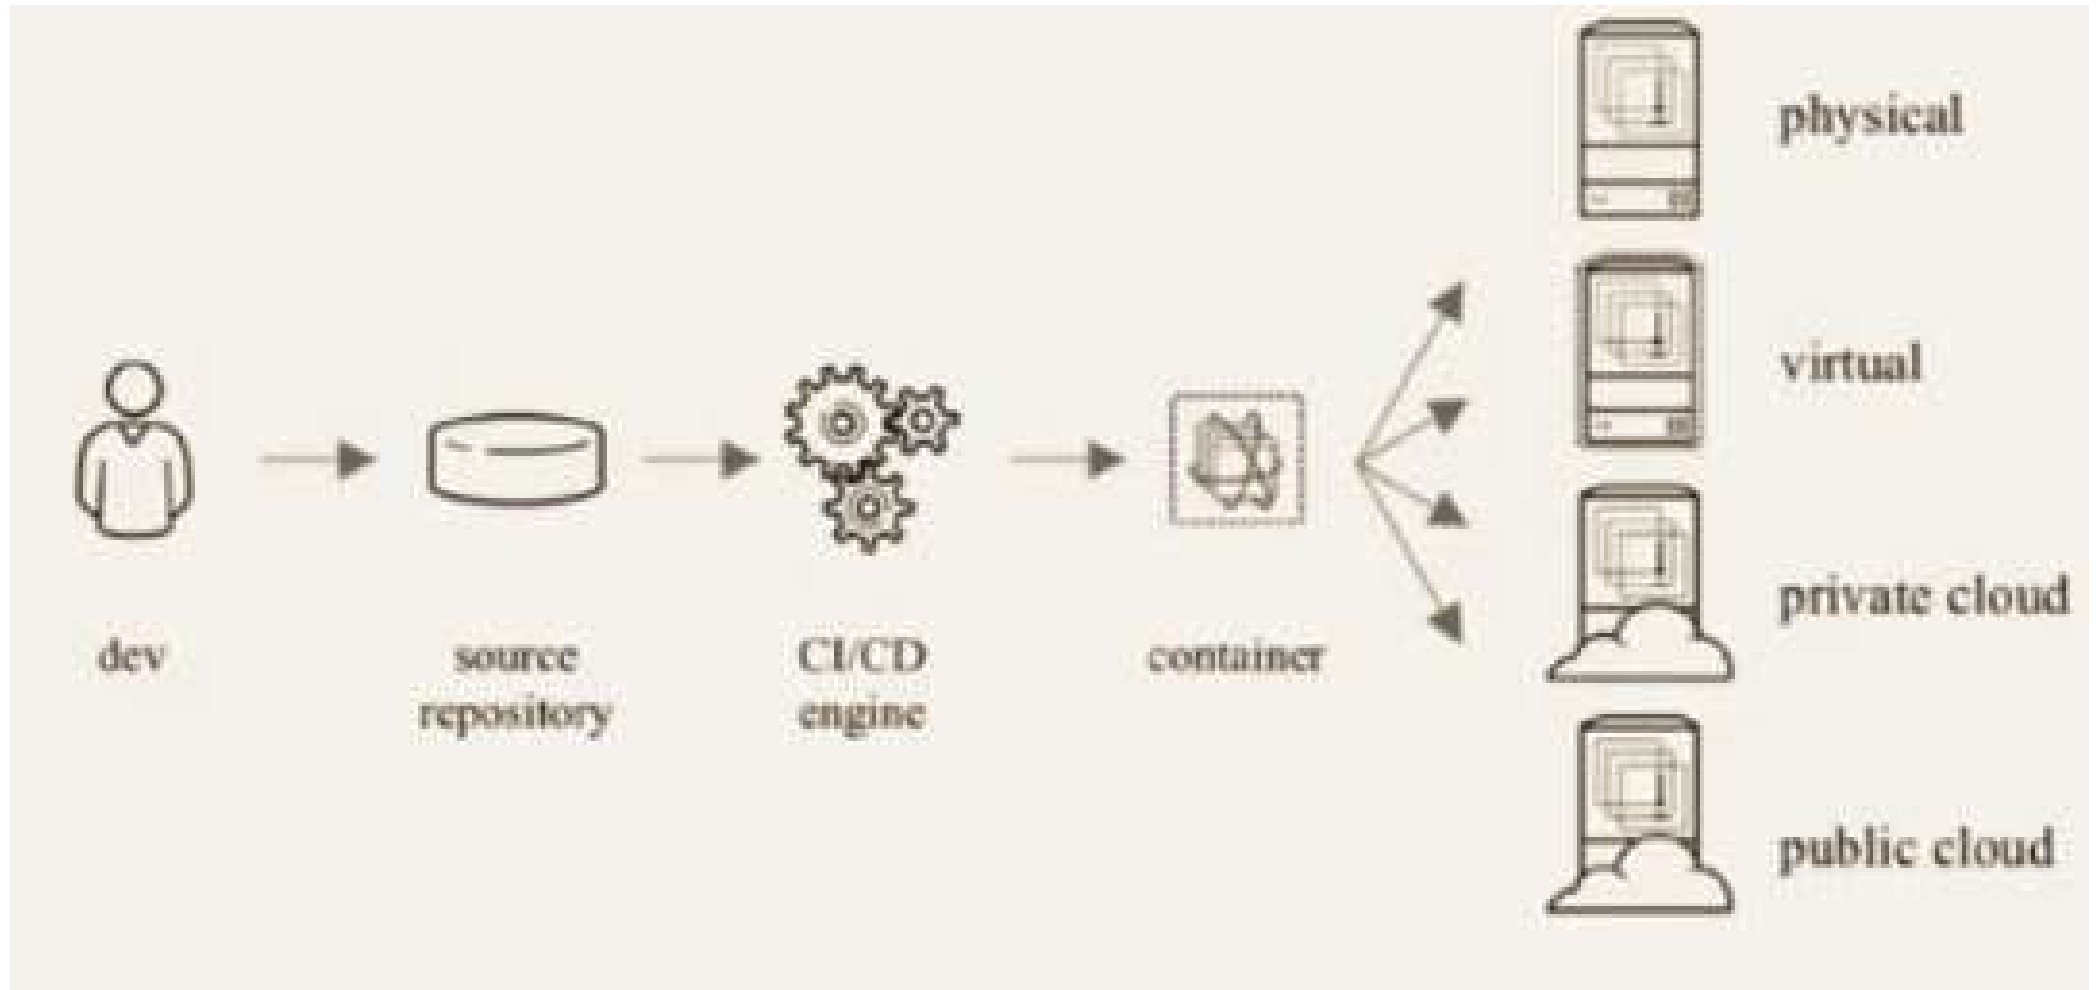 physical
virtual
private cloud
public cloud
dev
source
repository
CI/CD
engine
container